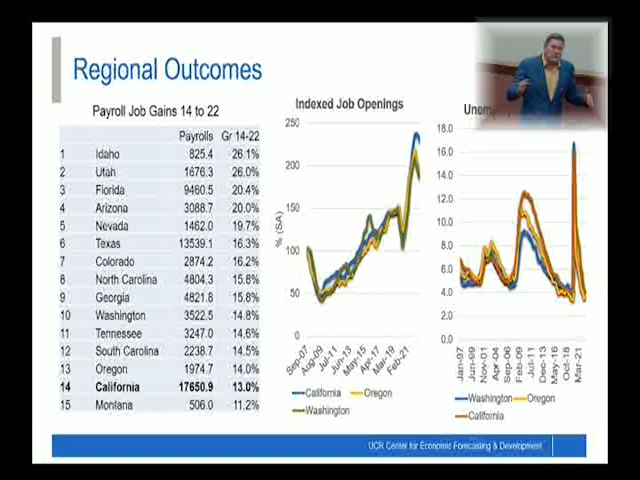 Regional Outcomes
Payroll Job Gains 14 to 22
Payrolls Gr 14-22
1 Idaho 825.4 26.1%
2 Utah 1676.3 26.0%
3 Florida 9460.5 20.4%
4 Arizona 3088.7 20.0%
5 Nevada 1462.0 19.7%
6 Texas 13539.1 16.3%
7 Colorado 2874.2 16.2%
8 North Carolina 4804.3 15.8%
9 Georgia 4821.8 15.8%
10 Washington 3522.5 14.8%
11 Tennessee 3247.0 14.6%
12 South Carolina 2238.7 14.5%
13 Oregon 1974.7 14.0%
14 California 17650.9 13.0%
15 Montana 506.0 11.2%
Indexed Job Openings
% (SA)
250
200
150
100
50
0
Sep-07 Aug-09 Jul-11 Jun-13 May-15 Apr-17 Mar-19 Feb-21
California Oregon
Washington
Unem
18.0
16.0
14.0
12.0
10.0
8.0
6.0
4.0
2.0
0.0
Jan-97 Jun-99 Nov-01 Apr-04 Sep-06 Feb-09 Jul-11 Dec-13 May-16 Oct-18 Mar-21
Washington Oregon
California
UCR Center for Economic Forecasting & Development